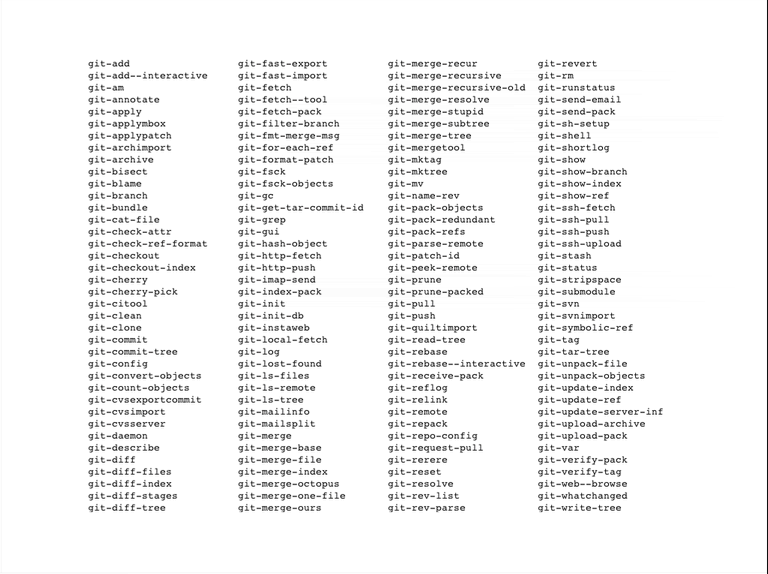 git-add
git-add--interactive
git-am
git-annotate
git-apply
git-applymbox
git-applypatch
git-archimport
git-archive
git-bisect
git-blame
git-branch
git-bundle
git-cat-file
git-check-attr
git-check-ref-format
git-checkout
git-checkout-index
git-cherry
git-cherry-pick
git-citool
git-clean
git-clone
git-commit
git-commit-tree
git-config
git-convert-objects
git-count-objects
git-cvsexportcommit
git-cvsimport
git-cvsserver
git-daemon
git-describe
git-diff
git-diff-files
git-diff-index
git-diff-stages
git-diff-tree
git-fast-export
git-fast-import
git-fetch
git-fetch--tool
git-fetch-pack
git-filter-branch
git-fmt-merge-msg
git-for-each-ref
git-format-patch
git-fsck
git-fsck-objects
git-gc
git-get-tar-commit-id
git-grep
git-gui
git-hash-object
git-http-fetch
git-http-push
git-imap-send
git-index-pack
git-init
git-init-db
git-instaweb
git-local-fetch
git-log
git-lost-found
git-ls-files
git-ls-remote
git-ls-tree
git-mailinfo
git-mailsplit
git-merge
git-merge-base
git-merge-file
git-merge-index
git-merge-octopus
git-merge-one-file
git-merge-ours
git-merge-recur
git-merge-recursive
git-merge-recursive-old
git-merge-resolve
git-merge-stupid
git-merge-subtree
git-merge-tree
git-mergetool
git-mktag
git-mktree
git-mv
git-name-rev
git-pack-objects
git-pack-redundant
git-pack-refs
git-parse-remote
git-patch-id
git-peek-remote
git-prune
git-prune-packed
git-pull
git-push
git-quiltimport
git-read-tree
git-rebase
git-rebase--interactive
git-receive-pack
git-reflog
git-relink
git-remote
git-repack
git-repo-config
git-request-pull
git-rerere
git-reset
git-resolve
git-rev-list
git-rev-parse
git-revert
git-rm
git-runstatus
git-send-email
git-send-pack
git-sh-setup
git-shell
git-shortlog
git-show
git-show-branch
git-show-index
git-show-ref
git-ssh-fetch
git-ssh-pull
git-ssh-push
git-ssh-upload
git-stash
git-status
git-stripspace
git-submodule
git-svn
git-svnimport
git-symbolic-ref
git-tag
git-tar-tree
git-unpack-file
git-unpack-objects
git-update-index
git-update-ref
git-update-server-inf
git-upload-archive
git-upload-pack
git-var
git-verify-pack
git-verify-tag
git-web--browse
git-whatchanged
git-write-tree